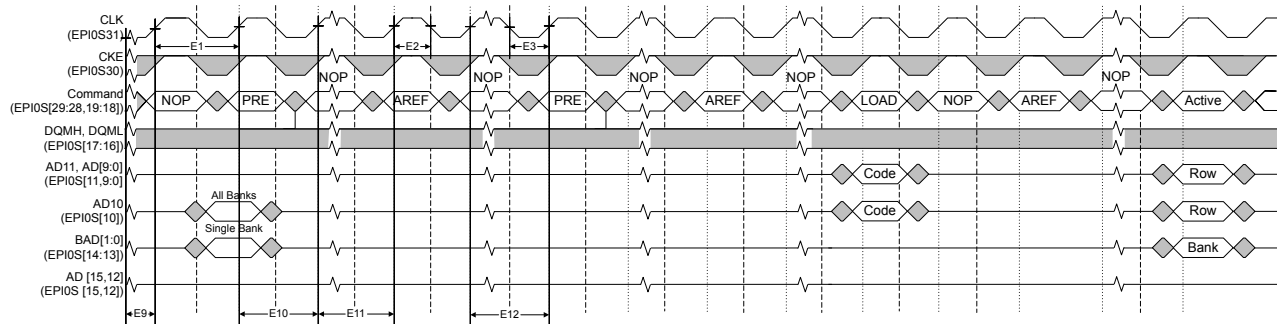 CLK
(EPI0S31)
E1 E2 E3
CKE
(EPI0S30)
NOP NOP NOP NOP NOP
Command
(EPI0S[29:28,19:18])
NOP PRE AREF PRE AREF LOAD NOP AREF Active
DQMH, DQML
(EPI0S[17:16])
AD11, AD[9:0]
(EPI0S[11,9:0]
Code Row
All Banks
AD10
(EPI0S[10])
Code Row
Single Bank
BAD[1:0]
(EPI0S[14:13])
Bank
AD [15,12]
(EPI0S [15,12])
E9 E10 E11 E12